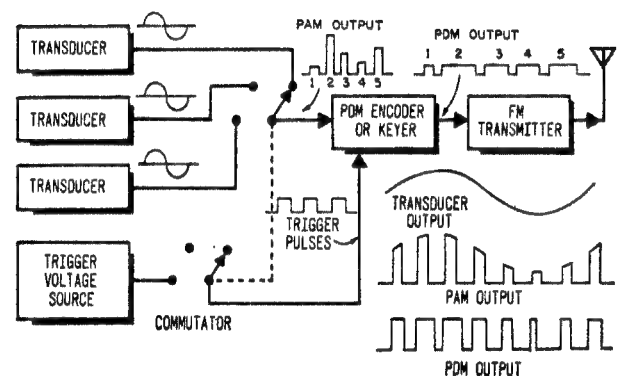 PAM OUTPUT
1 2 3 4 5
PDM OUTPUT
1 2 3 4 5
TRANSDUCER
TRANSDUCER
TRANSDUCER
PDM ENCODER
OR KEYER
FM
TRANSMITTER
TRIGGER
PULSES
TRANSDUCER
OUTPUT
TRIGGER
VOLTAGE
SOURCE
COMMUTATOR
PAM OUTPUT
PDM OUTPUT